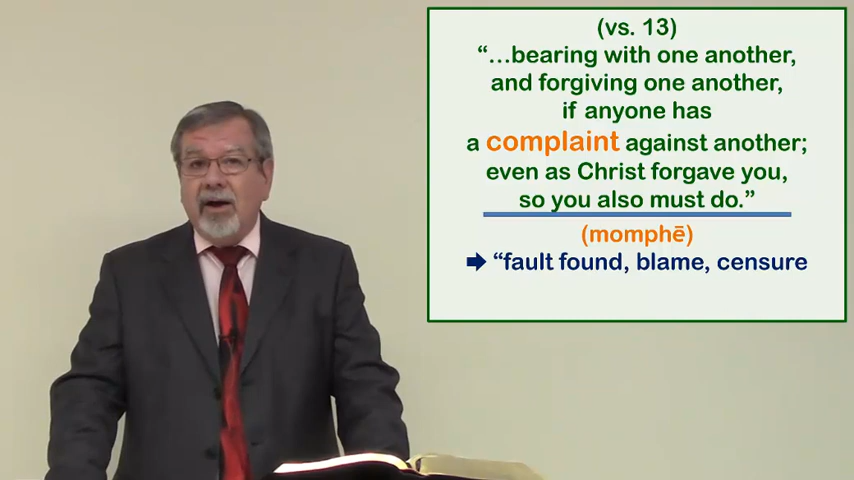 (vs. 13)
“…bearing with one another,
and forgiving one another,
if anyone has
a complaint against another;
even as Christ forgave you,
so you also must do.”
(momphē)
➡ “fault found, blame, censure